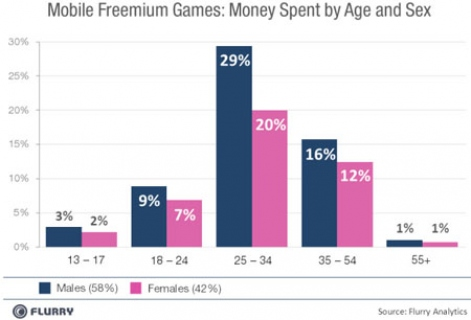 Mobile Freemium Games: Money Spent by Age and Sex
30%
25%
20%
15%
10%
5%
0%
3%
2%
9%
7%
29%
20%
16%
12%
1%
1%
13 – 17
18 – 24
25 – 34
35 – 54
55+
Males (58%)
Females (42%)
FLURRY
Source: Flurry Analytics